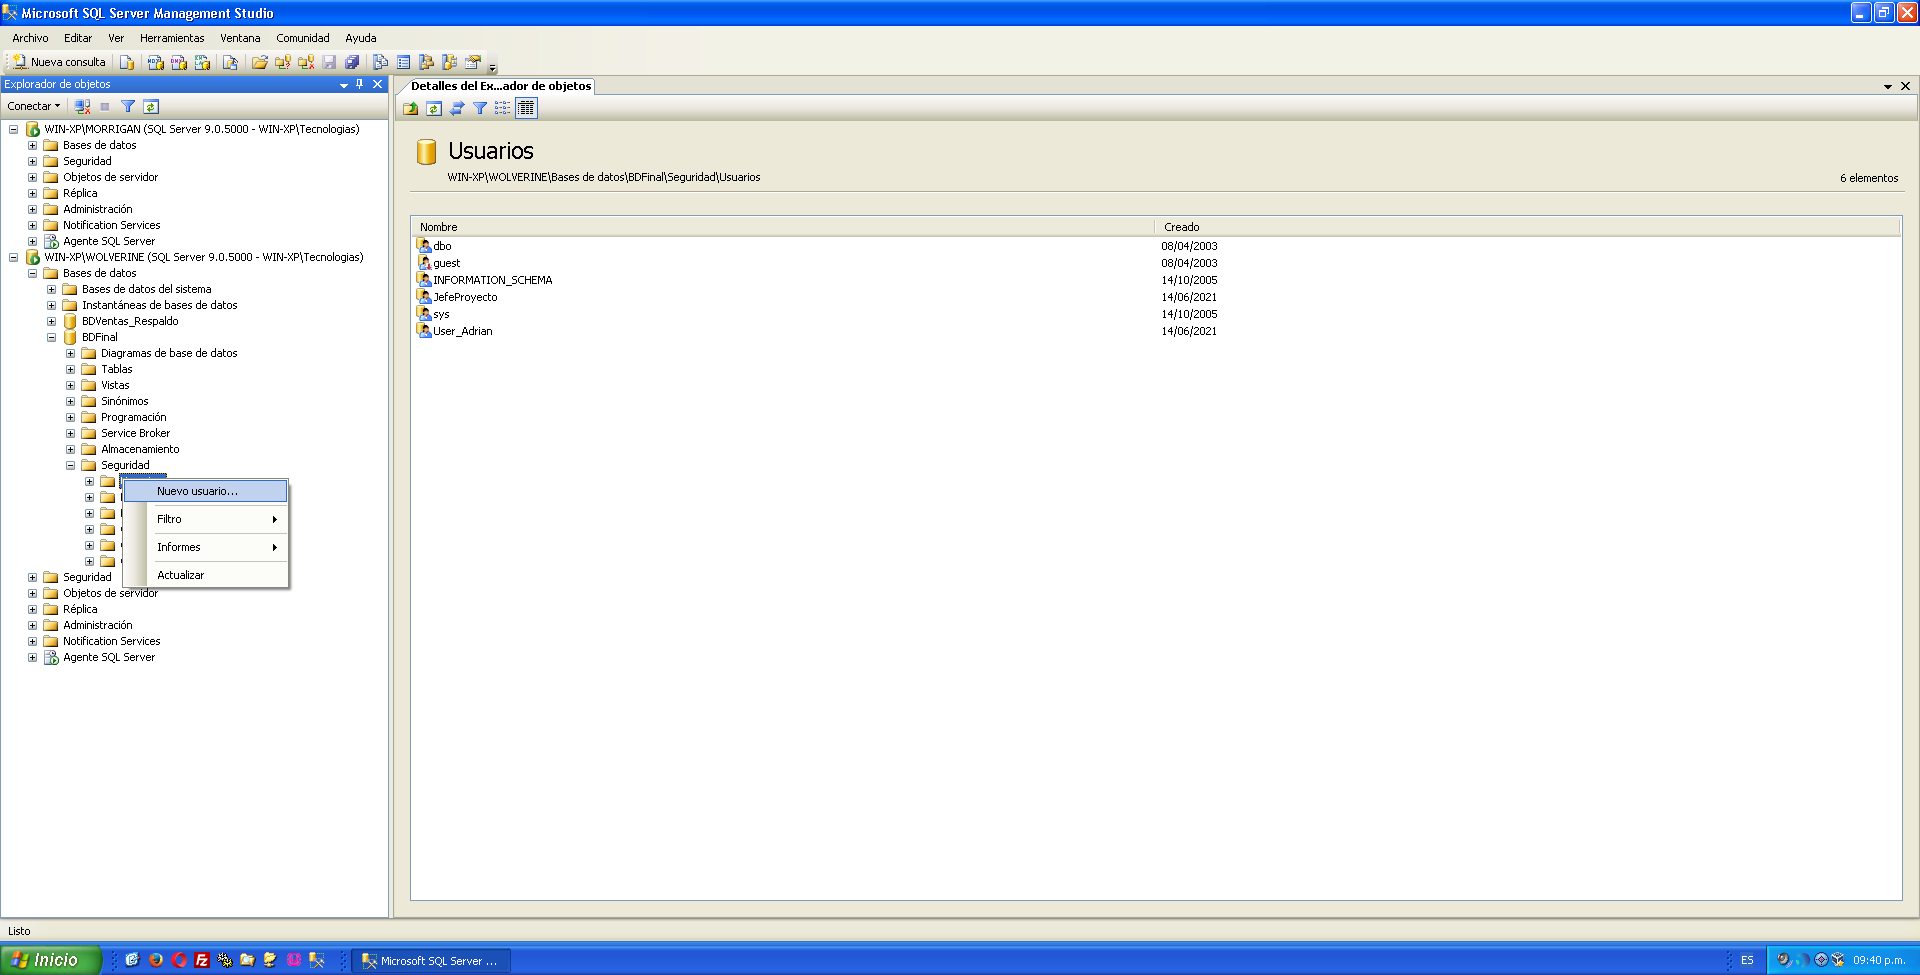 Microsoft SQL Server Management Studio
Archivo Editar Ver Herramientas Ventana Comunidad Ayuda
Nueva consulta
Explorador de objetos
Conectar
WIN-XP\MORRIGAN (SQL Server 9.0.5000 - WIN-XP\Tecnologias)
Bases de datos
Seguridad
Objetos de servidor
Réplica
Administración
Notification Services
Agente SQL Server
WIN-XP\WOLVERINE (SQL Server 9.0.5000 - WIN-XP\Tecnologias)
Bases de datos
Bases de datos del sistema
Instantáneas de bases de datos
BDVentas_Respaldo
BDFinal
Diagramas de base de datos
Tablas
Vistas
Sinónimos
Programación
Service Broker
Almacenamiento
Seguridad
Nuevo usuario...
Filtro
Informes
Actualizar
Seguridad
Objetos de servidor
Réplica
Administración
Notification Services
Agente SQL Server
Detalles del Ex...ador de objetos
Usuarios
WIN-XP\WOLVERINE\Bases de datos\BDFinal\Seguridad\Usuarios
6 elementos
Nombre Creado
dbo 08/04/2003
guest 08/04/2003
INFORMATION_SCHEMA 14/10/2005
JefeProyecto 14/06/2021
sys 14/10/2005
User_Adrian 14/06/2021
Listo
Inicio
Microsoft SQL Server ...
ES
09:40 p.m.